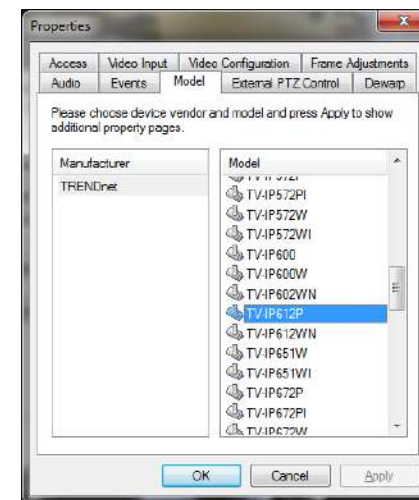 Properties
Access Video Input Video Configuration Frame Adjustments
Audio Events Model External PTZ Control Dewarp
Please choose device vendor and model and press Apply to show
additional property pages.
Manufacturer
TRENDnet
Model
TV-IP572PI
TV-IP572W
TV-IP572WI
TV-IP600
TV-IP600W
TV-IP602WN
TV-IP612P
TV-IP612WN
TV-IP651W
TV-IP651WI
TV-IP672P
TV-IP672PI
TV-IP672W
OK Cancel Apply